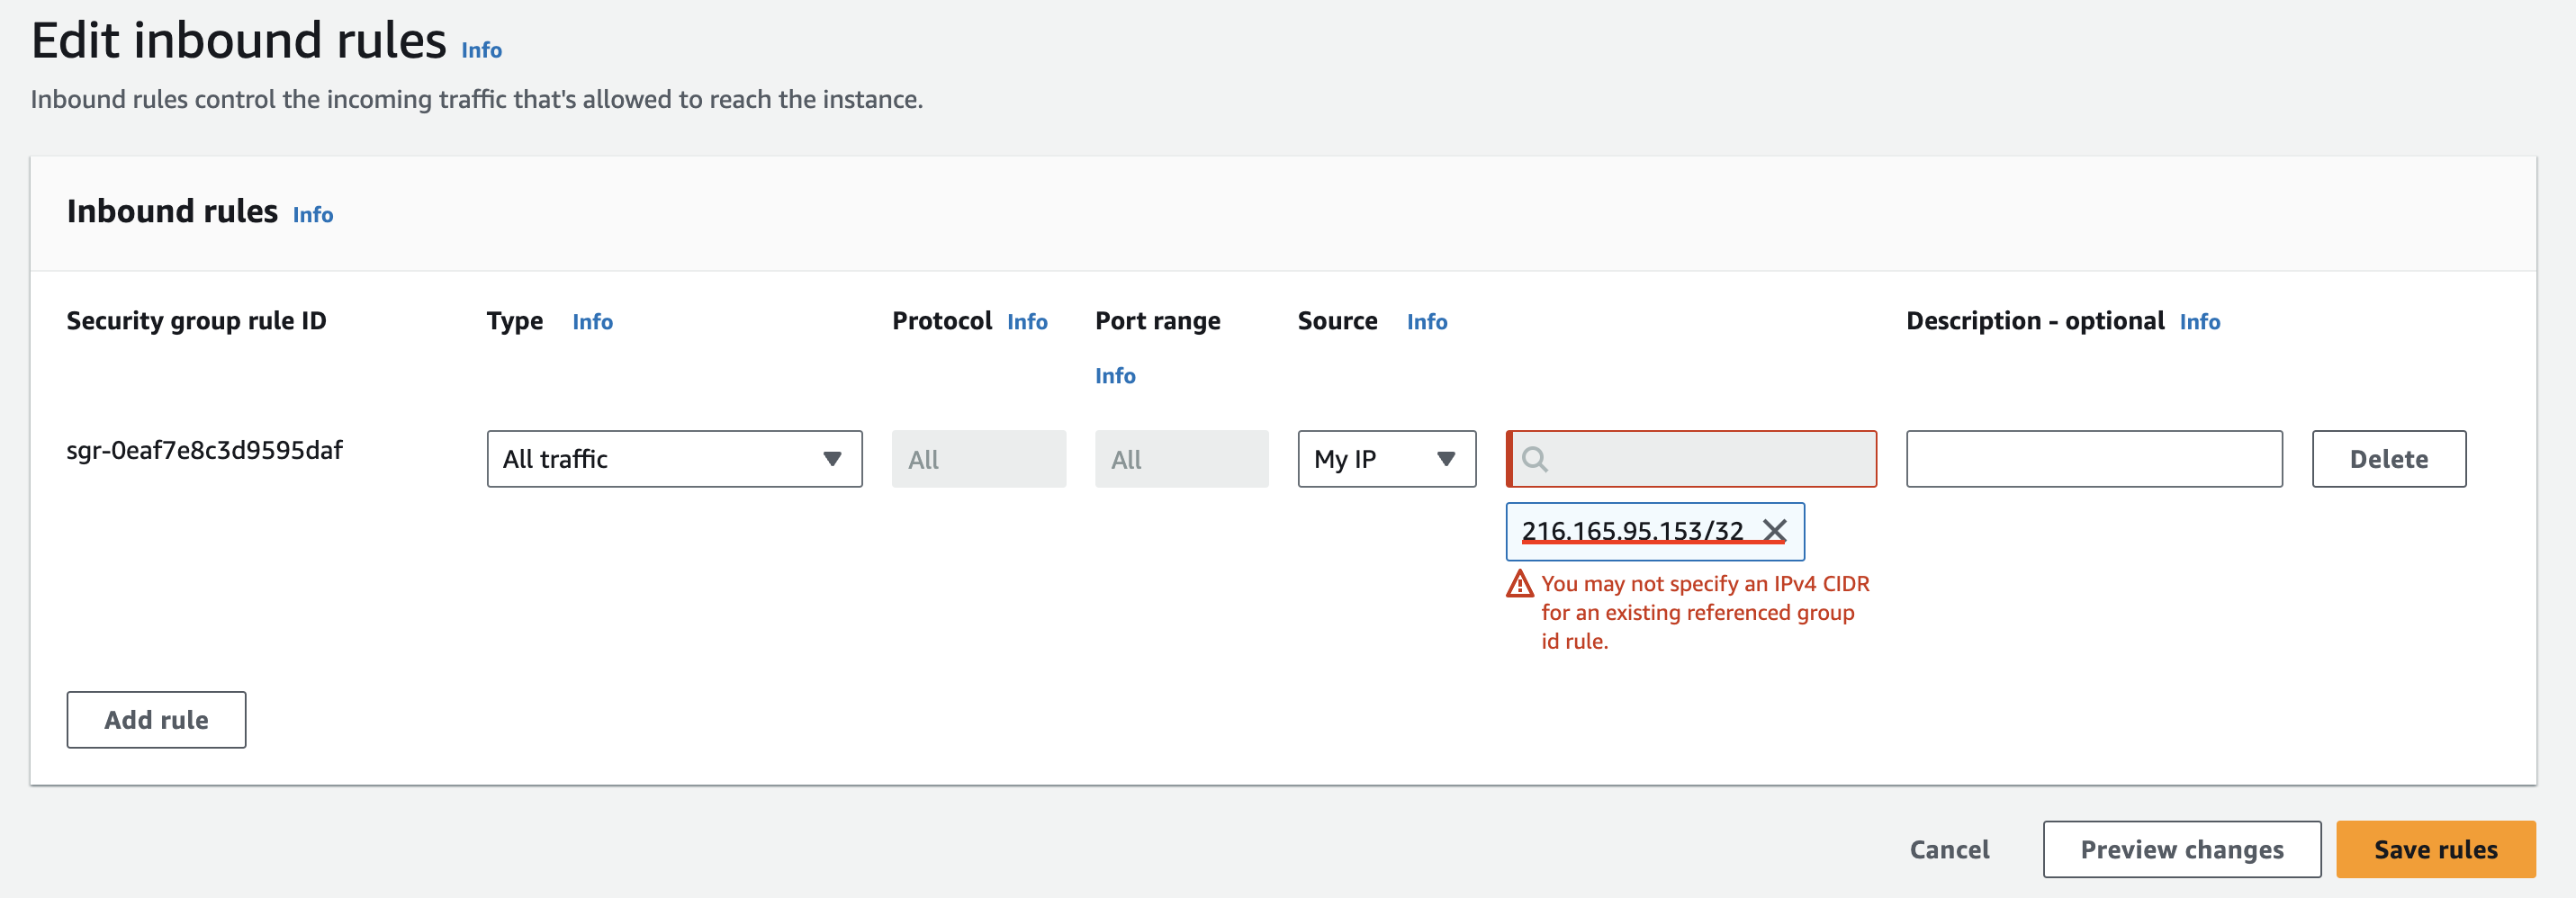 Edit inbound rules Info
Inbound rules control the incoming traffic that's allowed to reach the instance.
Inbound rules Info
Security group rule ID Type Info Protocol Info Port range Info Source Info Description - optional Info
sgr-0eaf7e8c3d9595daf All traffic All All My IP Delete
216.165.95.153/32
You may not specify an IPv4 CIDR
for an existing referenced group
id rule.
Add rule
Cancel Preview changes Save rules